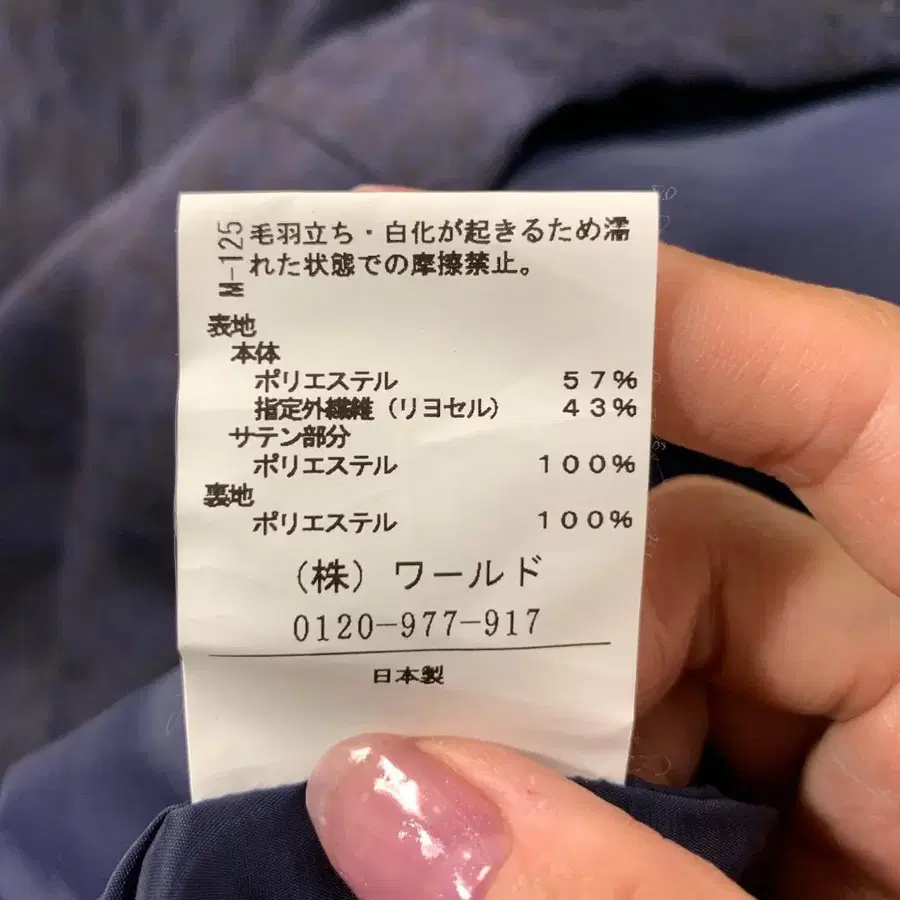 M-125
毛羽立ち・白化が起きるため濡
れた状態での摩擦禁止。
表地
本体
ポリエステル 57%
指定外繊維(リヨセル) 43%
サテン部分
ポリエステル 100%
裏地
ポリエステル 100%
(株)ワールド
0120-977-917
日本製